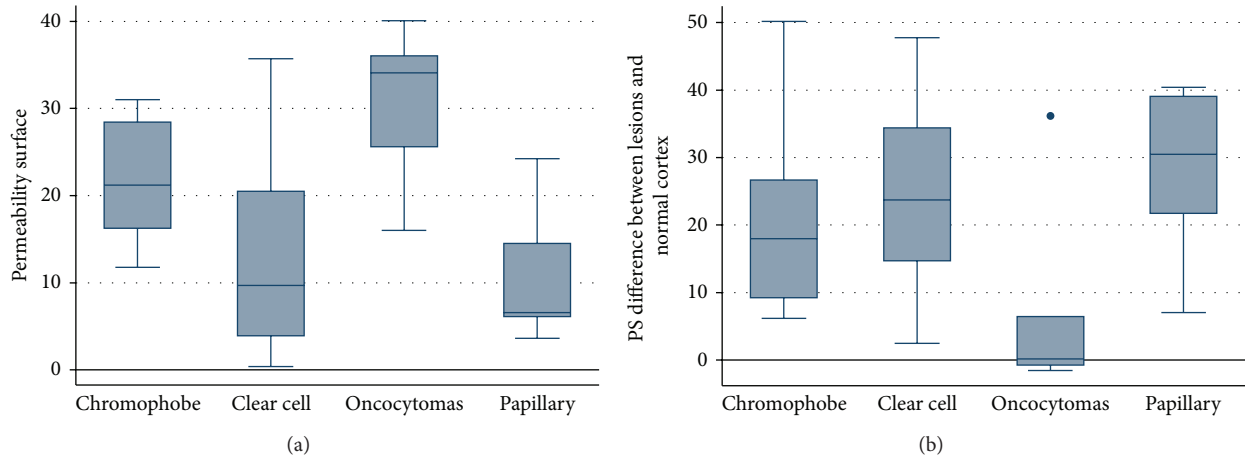 Permeability surface
40
30
20
10
0
Chromophobe Clear cell Oncocytomas Papillary
(a)
PS difference between lesions and
normal cortex
50
40
30
20
10
0
Chromophobe Clear cell Oncocytomas Papillary
(b)